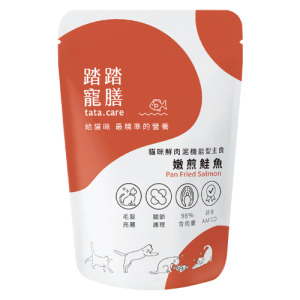 踏踏
寵膳
tata.care
給貓咪 最精準的營養
貓咪鮮肉泥機能型主食
嫩煎鮭魚
Pan Fried Salmon
毛髮
亮麗
關節
護理
98%
含肉量
符合
AAFCO